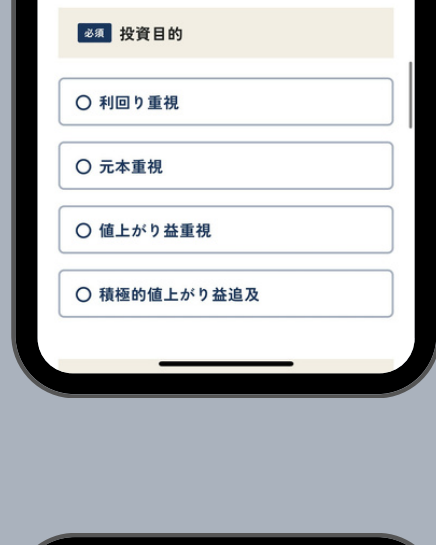 必須 投資目的
利回り重視
元本重視
値上がり益重視
積極的値上がり益追及